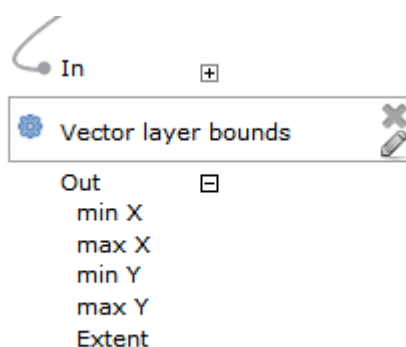 In
Vector layer bounds
Out
min X
max X
min Y
max Y
Extent